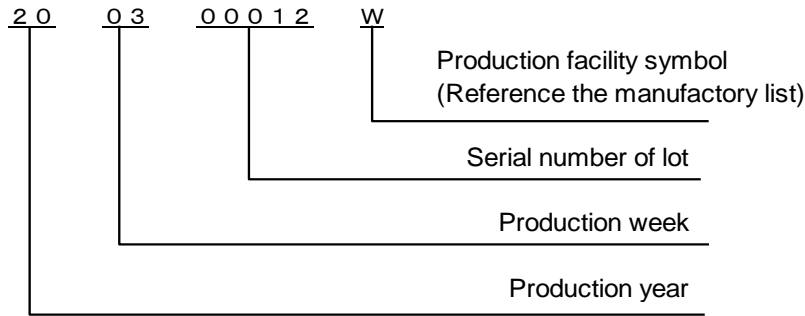 20 03 00012 W
Production facility symbol
(Reference the manufactory list)
Serial number of lot
Production week
Production year